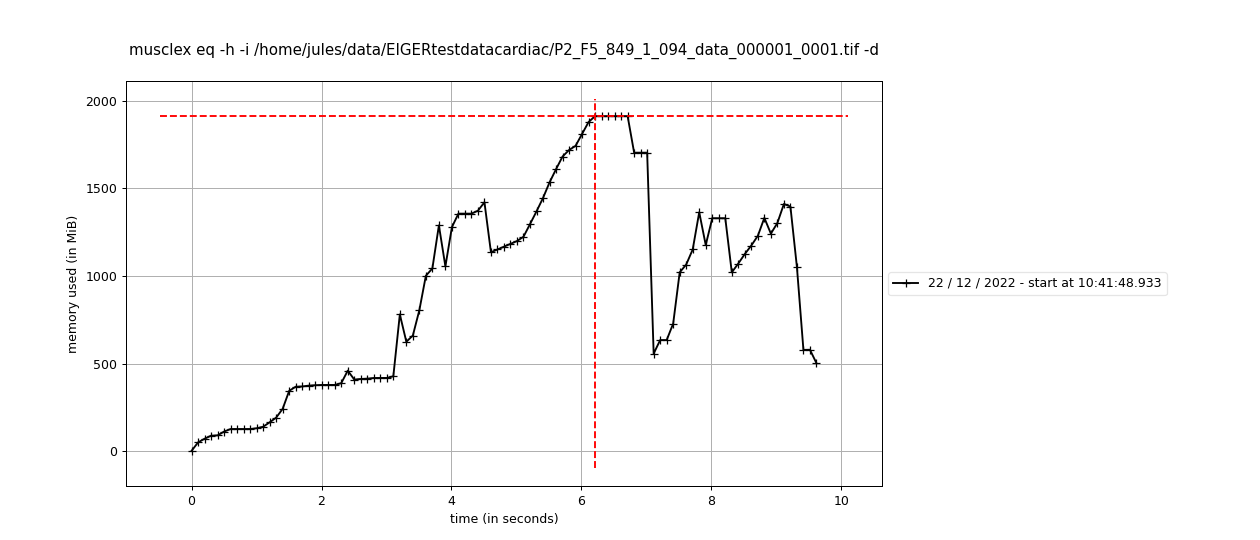 musclex eq -h -i /home/jules/data/EIGERtestdatacardiac/P2_F5_849_1_094_data_000001_0001.tif -d
2000
1500
1000
500
0
memory used (in MiB)
0 2 4 6 8 10
time (in seconds)
22 / 12 / 2022 - start at 10:41:48.933